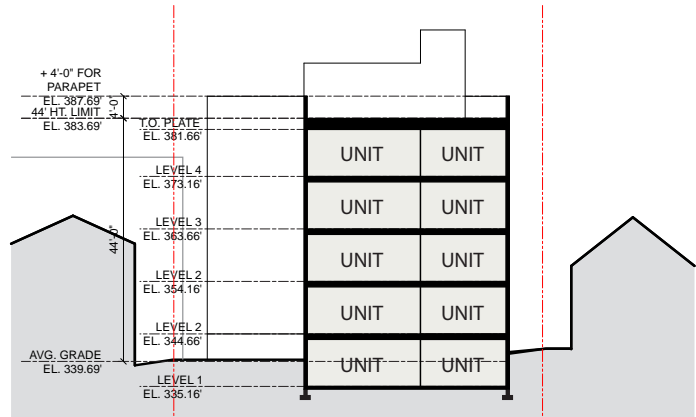 + 4'-0" FOR
PARAPET
EL. 387.69'
4'-0"
44' HT. LIMIT
EL. 383.69'
T.O. PLATE
EL. 381.66'
UNIT UNIT
LEVEL 4
EL. 373.16'
UNIT UNIT
LEVEL 3
EL. 363.66'
44'-0"
UNIT UNIT
LEVEL 2
EL. 354.16'
UNIT UNIT
LEVEL 2
EL. 344.66'
AVG. GRADE
EL. 339.69'
UNIT UNIT
LEVEL 1
EL. 335.16'